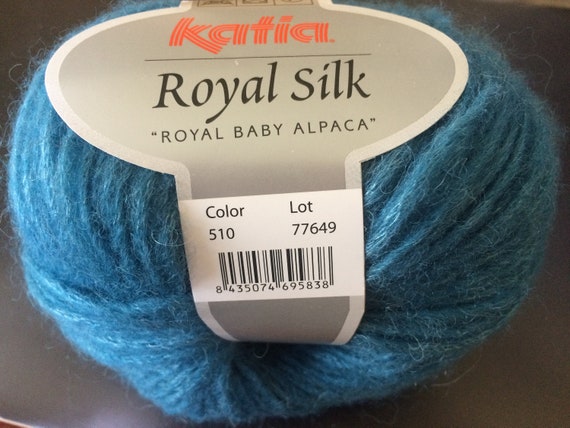 Katia
Royal Silk
"ROYAL BABY ALPACA"
Color Lot
510 77649
8 435074 695838